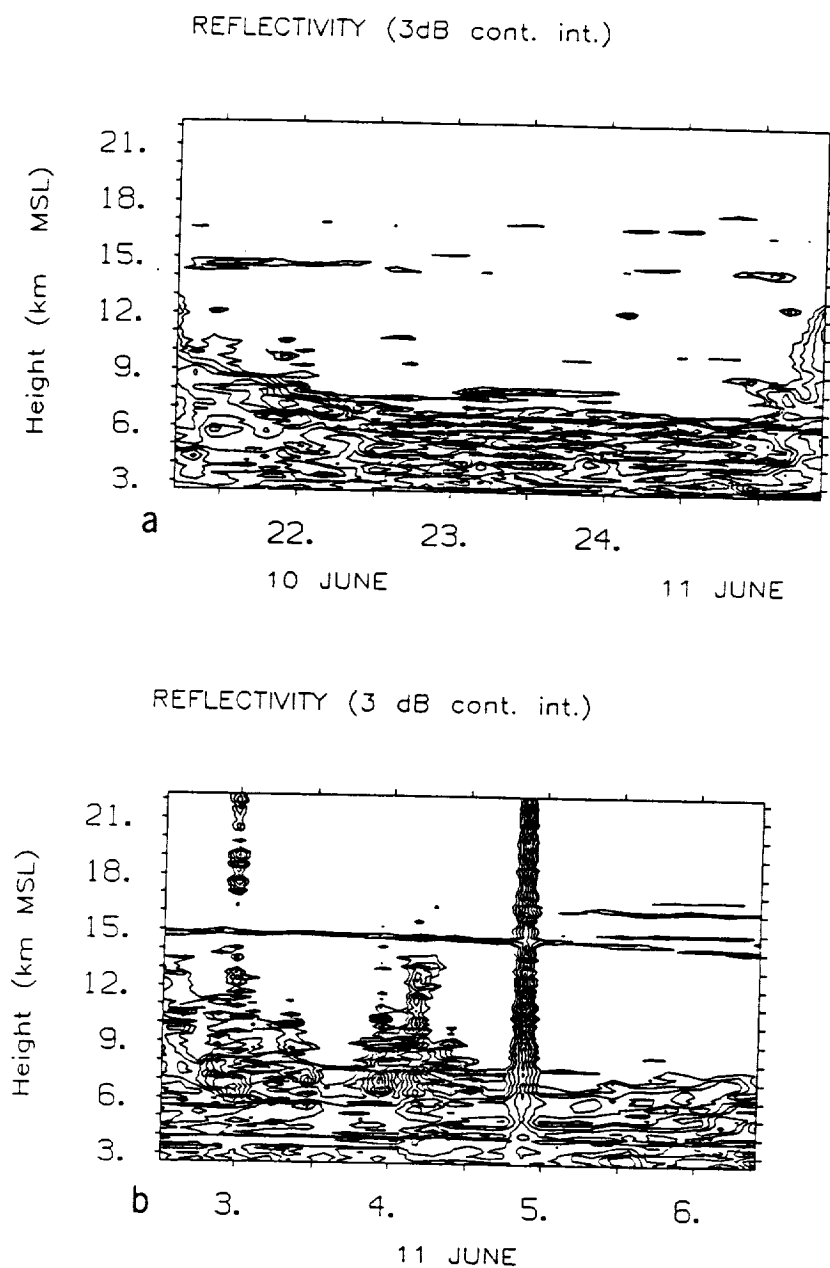 REFLECTIVITY (3dB cont. int.)
Height (km MSL)
21.
18.
15.
12.
9.
6.
3.
a
22. 23. 24.
10 JUNE 11 JUNE
REFLECTIVITY (3 dB cont. int.)
Height (km MSL)
21.
18.
15.
12.
9.
6.
3.
b
3. 4. 5. 6.
11 JUNE